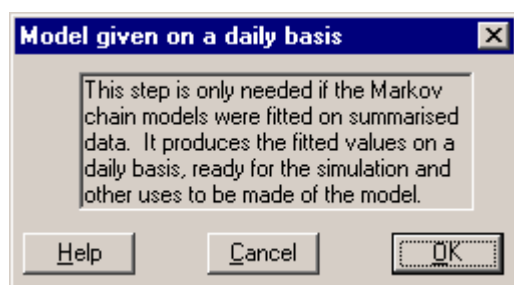 Model given on a daily basis
This step is only needed if the Markov
chain models were fitted on summarised
data. It produces the fitted values on a
daily basis, ready for the simulation and
other uses to be made of the model.
Help Cancel OK